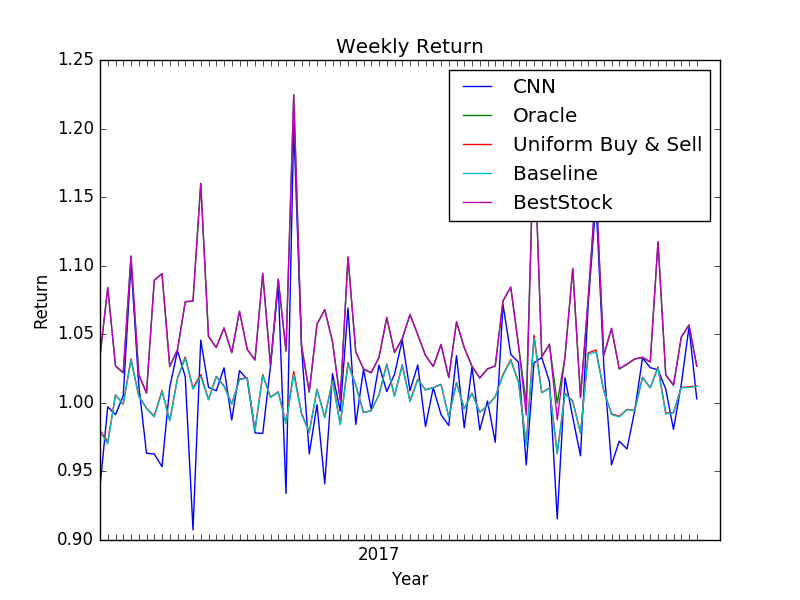 Weekly Return
1.25
1.20
1.15
1.10
1.05
1.00
0.95
0.90
Return
CNN
Oracle
Uniform Buy & Sell
Baseline
BestStock
2017
Year